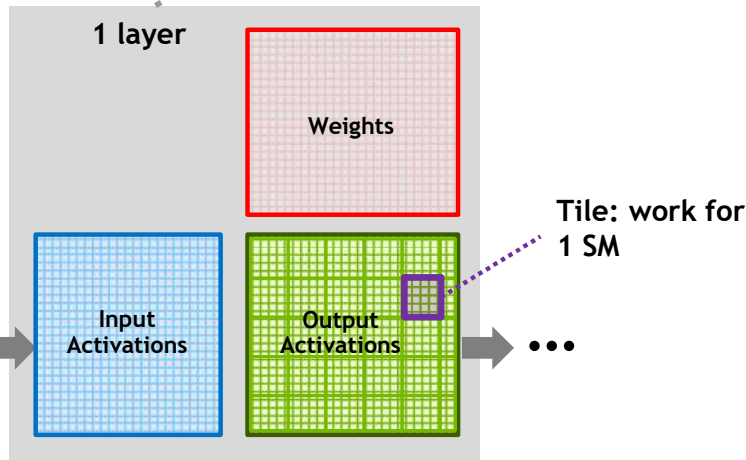 1 layer
Weights
Tile: work for
1 SM
Input
Activations
Output
Activations
•••